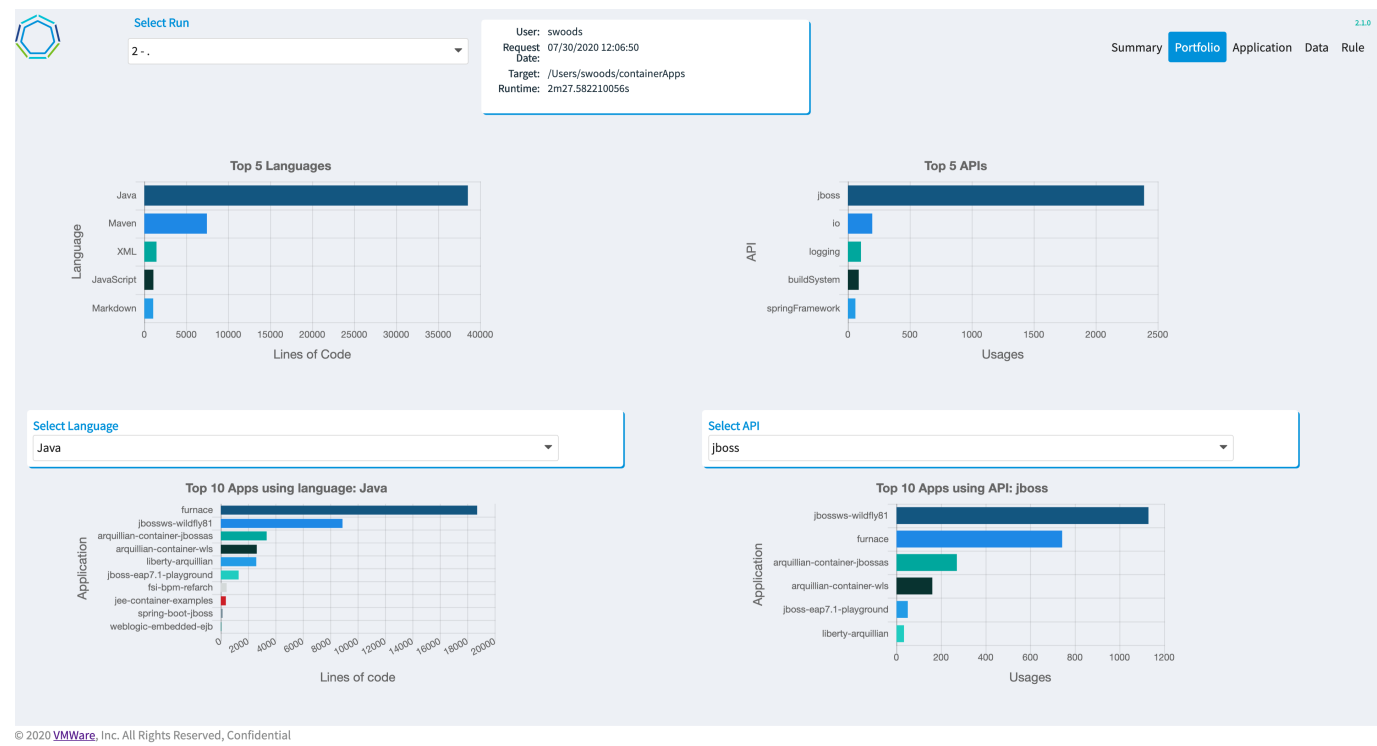 Select Run
2 - .
User: swoods
Request Date: 07/30/2020 12:06:50
Target: /Users/swoods/containerApps
Runtime: 2m27.582210056s
2.1.0
Summary Portfolio Application Data Rule
Top 5 Languages
Language
Java
Maven
XML
JavaScript
Markdown
0 5000 10000 15000 20000 25000 30000 35000 40000
Lines of Code
Top 5 APIs
API
jboss
io
logging
buildSystem
springFramework
0 500 1000 1500 2000 2500
Usages
Select Language
Java
Select API
jboss
Top 10 Apps using language: Java
Application
furnace
jbossws-wildfly81
arquillian-container-jbossas
arquillian-container-wls
liberty-arquillian
jboss-eap7.1-playground
fsi-bpm-refarch
jee-container-examples
spring-boot-jboss
weblogic-embedded-ejb
0 2000 4000 6000 8000 10000 12000 14000 16000 18000 20000
Lines of code
Top 10 Apps using API: jboss
Application
jbossws-wildfly81
furnace
arquillian-container-jbossas
arquillian-container-wls
jboss-eap7.1-playground
liberty-arquillian
0 200 400 600 800 1000 1200
Usages
© 2020 VMWare, Inc. All Rights Reserved, Confidential